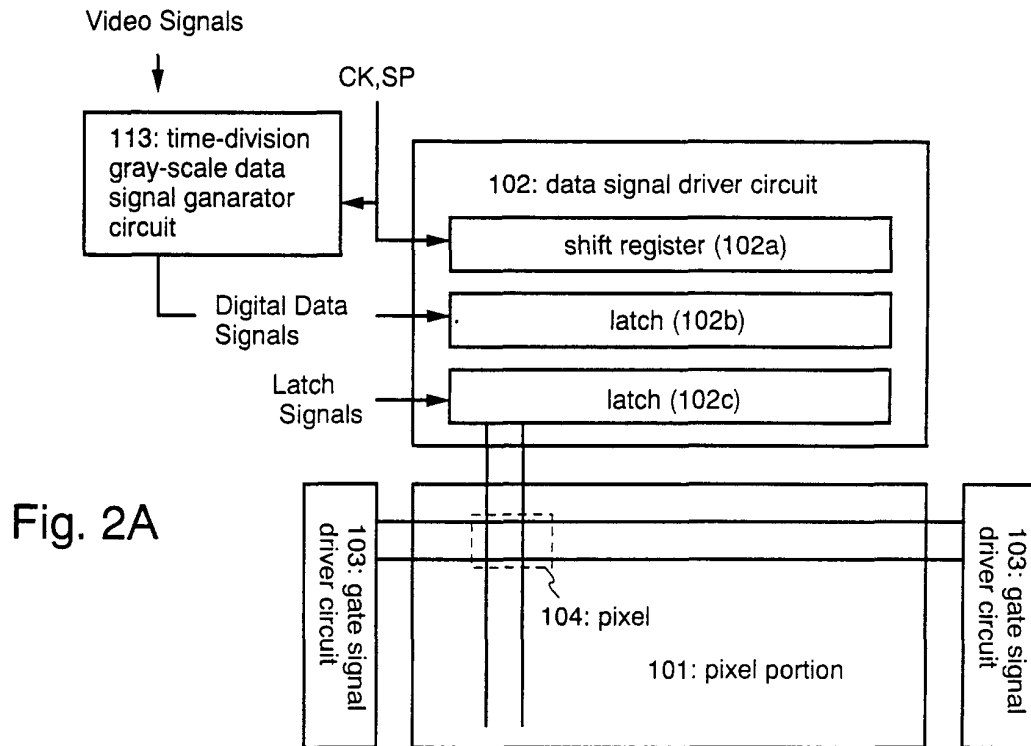 Video Signals
CK,SP
113: time-division
gray-scale data
signal ganarator
circuit
102: data signal driver circuit
shift register (102a)
Digital Data
Signals
latch (102b)
Latch
Signals
latch (102c)
Fig. 2A
103: gate signal
driver circuit
104: pixel
101: pixel portion
103: gate signal
driver circuit